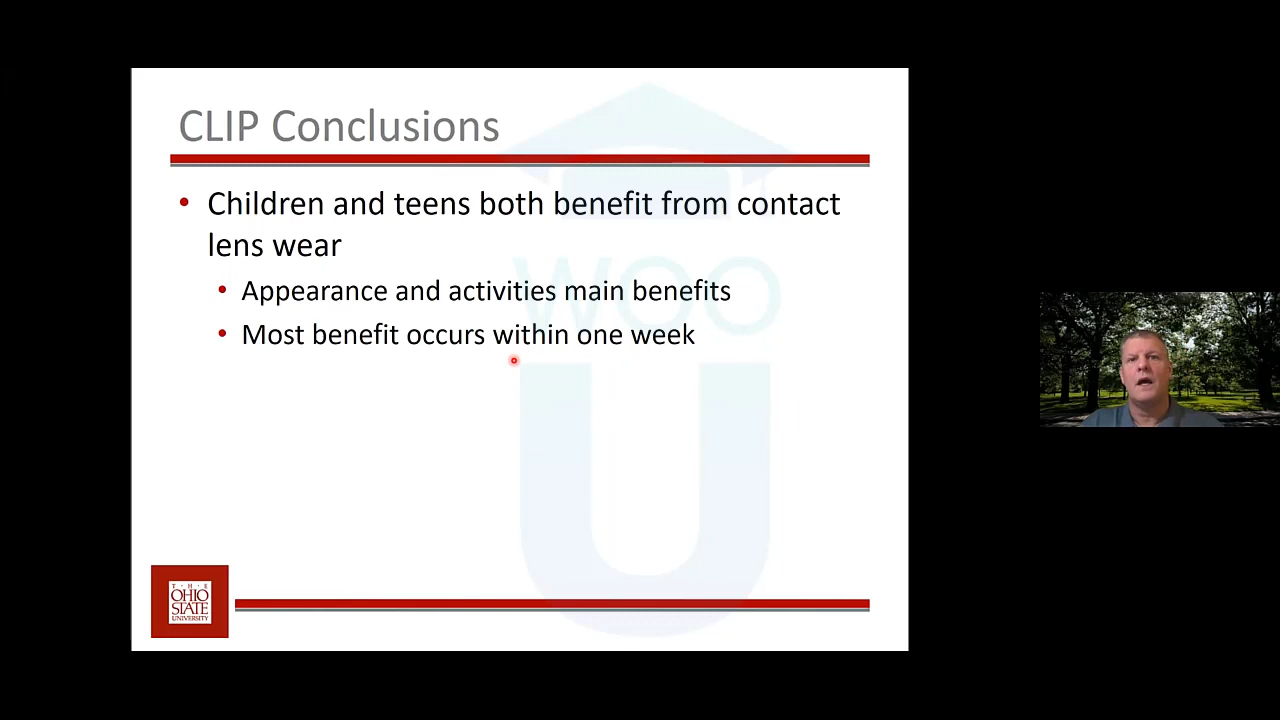 CLIP Conclusions
• Children and teens both benefit from contact
lens wear
• Appearance and activities main benefits
• Most benefit occurs within one week
WOO
U
T·H·E
OHIO
STATE
UNIVERSITY